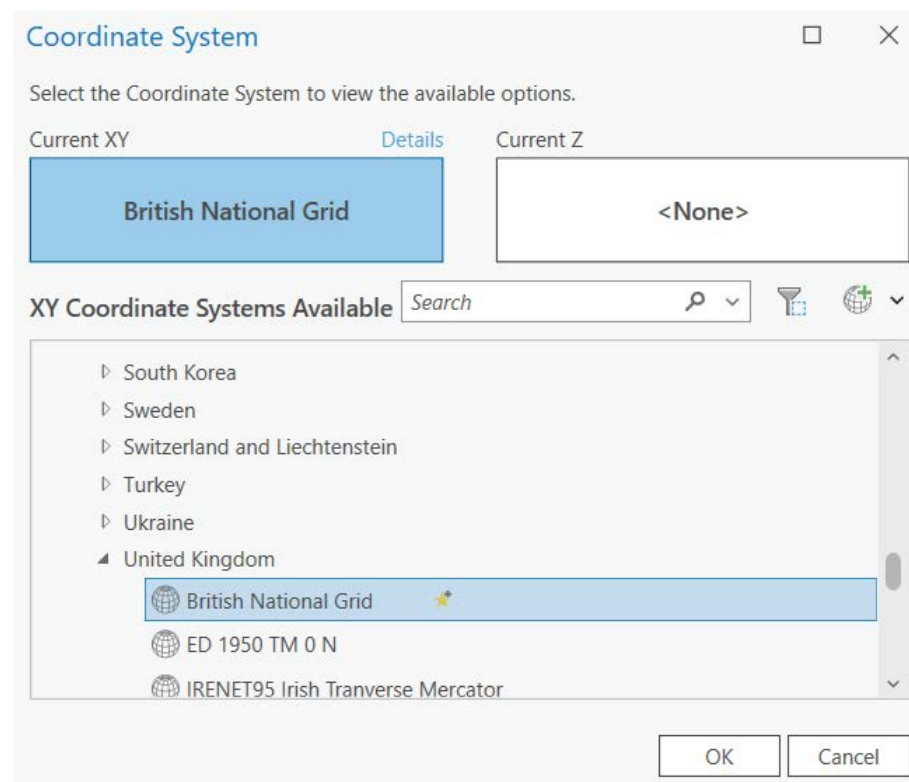 Coordinate System
Select the Coordinate System to view the available options.
Current XY Details Current Z
British National Grid <None>
XY Coordinate Systems Available Search
South Korea
Sweden
Switzerland and Liechtenstein
Turkey
Ukraine
United Kingdom
British National Grid
ED 1950 TM 0 N
IRENET95 Irish Tranverse Mercator
OK Cancel